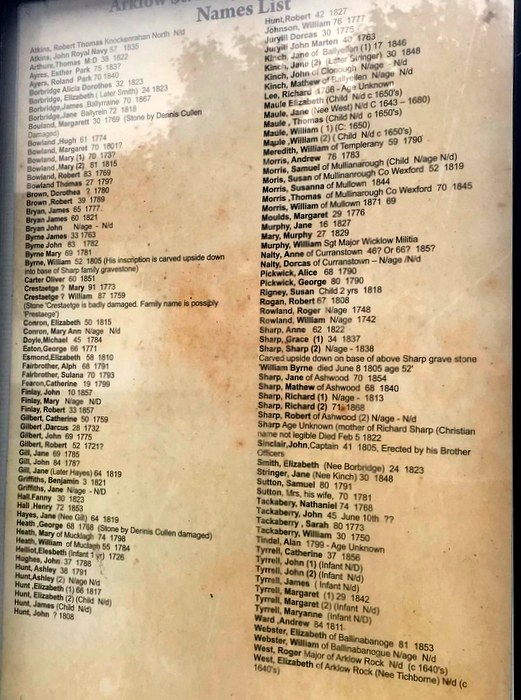 Names List
Atkins, Robert Thomas Knockenrahan North N/d
Atkins, John Royal Navy 57 1835
Arthure, Thomas M.D 38 1822
Ayres, Esther Park 75 1837
Ayers, Roland Park 70 1840
Borbridge Alicia Dorothes 32 1823
Borbridge, Elizabeth ( Later Smith) 24 1823
Borbridge, James Ballyrraine 70 1867
Borbridge, Jane Ballyrein 72 1818
Bouland, Margarett 30 1789 (Stone by Dennis Cullen
Damaged)
Bowland ,Hugh 61 1774
Bowland, Margaret 70 1801?
Bowland, Mary (1) 70 173?
Bowland ,Mary (2) 81 1815
Bowland, Robert 83 1769
Bowland Thomas 27 179?
Brown, Dorothea ? 1780
Brown ,Robert 39 1789
Bryan, James 65 1777
Bryan James 60 1821
Bryan John N/age - N/d
Byrne James 33 1763
Byrne John 83 1782
Byrne Mary 69 1781
Byrne, William 52 1805 (His inscription is carved upside down
into base of Sharp family gravestone)
Carter Oliver 60 1851
Crestaetge ? Mary 91 1773
Crestaetge ? William 87 1759
(Stone 'Crestaetge is badly damaged. Family name is possibly
'Prestaege')
Conron, Elizabeth 50 1815
Conron, Mary Ann N/age N/d
Doyle,Michael 45 1784
Eaton,George 66 1771
Esmond,Elizabeth 58 1810
Fairbrother, Alph 68 1791
Fairbrother, Sulana 70 1793
Fearon,Catherine 19 1799
Finlay, John 10 1857
Finlay, Mary N/age N/D
Finlay, Robert 33 1857
Gilbert, Catherine 50 1759
Gilbert ,Darcus 28 1732
Gilbert, John 69 1775
Gilbert, Robert 52 1721?
Gill, Jane 69 1785
Gill, John 84 178?
Gill, Jane (Later Hayes) 64 1819
Griffiths, Benjamin 3 1821
Griffiths, Jane N/age - N/D
Hall,Fanny 30 1823
Hall ,Henry 72 1853
Hayes, Jane (Nee Gill) 64 1819
Heath ,George 68 1768 (Stone by Dennis Cullen damaged)
Heath, Mary of Mucklagh 74 1798
Heath, William of Muclagh 55 1784
Helliot,Elesbeth (Infant 1 yr) 1726
Hughes, John 37 1788
Hunt, Ashley 38 1791
Hunt,Ashley (2) N/age N/d
Hunt ,Elizabeth (1) 66 1817
Hunt, Elizabeth (2) (Child N/d)
Hunt, James (Child N/d)
Hunt, John ? 1808
Hunt,Robert 42 1827
Johnson, William 76 1777
Juryill Dorcas 30 1775
Juryill John Marten 40 1763
Kinch, Jane of Ballyellan (1) 17 1846
Kinch, Jane (2) (Later Stringer) 30 1848
Kinch, John of Clonough N/age - N/d
Kinch, Mathew of Ballyellen N/age N/d
Lee, Richard 1756 - Age Unknown
Maule Elizabeth (Child N/d c 1650's)
Maule, Jane (Nee West) N/d C 1643 – 1680)
Maule , Thomas (Child N/d c 1650's)
Maule, William ( 1) (C: 1650)
Maule ,William (2) ( Child N/d c 1650's)
Meredith, William of Templerany 59 1790
Morris, Andrew 76 1783
Morris, Samuel of Mullianarough (Child N/age N/d)
Moris, Susan of Mullinanrough Co Wexford 52 1819
Morris, Susanna of Mullown 1844
Morris ,Thomas of Mullinarough Co Wexford 70 1845
Morris, William of Mullown 1871 69
Moulds, Margaret 29 1776
Murphy, Jane 16 1827
Mary, Murphy 27 1829
Murphy, William Sgt Major Wicklow Militia
Nalty, Anne of Curranstown 46? Or 66? 185?
Nalty, Dorcas of Curranstown – N/age /N/d
Pickwick, Alice 68 1790
Pickwick, George 80 1790
Rigney, Susan Child 2 yrs 1818
Rogan, Robert 67 1808
Rowland, Roger N/age 1748
Rowland, William N/age 1742
Sharp, Anne 62 1822
Sharp, Grace (1) 34 1837
Sharp, Sharp (2) N/age - 1838
Carved upside down on base of above Sharp grave stone
'William Byrne died June 8 1805 age 52'
Sharp, Jane of Ashwood 70 1854
Sharp, Mathew of Ashwood 68 1840
Sharp, Richard (1) N/age - 1813
Sharp, Richard (2) 71 1868
Sharp, Robert of Ashwood (2) N/age - N/d
Sharp Age Unknown (mother of Richard Sharp (Christian
name not legible Died Feb 5 1822
Sinclair,John,Captain 41 1805, Erected by his Brother
Officers
Smith, Elizabeth (Nee Borbridge) 24 1823
Stringer, Jane (Nee Kinch) 30 1848
Sutton, Samuel 80 1791
Sutton, Mrs, his wife, 70 1781
Tackaberry, Nathaniel 74 1768
Tackaberry, John 45 June 10th ??
Tackaberry , Sarah 80 1773
Tackaberry, William 30 1750
Tindal, Alan 1799 - Age Unknown
Tyrrell, Catherine 37 1856
Tyrrell, John (1) (Infant N/D)
Tyrrell, John (2) (Infant N/d)
Tyrrell, James ( Infant N/d)
Tyrrell, Margaret (1) 29 1842
Tyrrell, Margaret (2) (Infant N/d)
Tyrrell, Maryanne (Infant N/D)
Ward ,Andrew 84 1811
Webster, Elizabeth of Ballinabanoge 81 1853
Webster, William of Ballinabanogue N/age N/d
West, Roger Major of Arklow Rock N/d (c 1640's)
West, Elizabeth of Arklow Rock (Nee Tichborne) N/d (c
1640's)